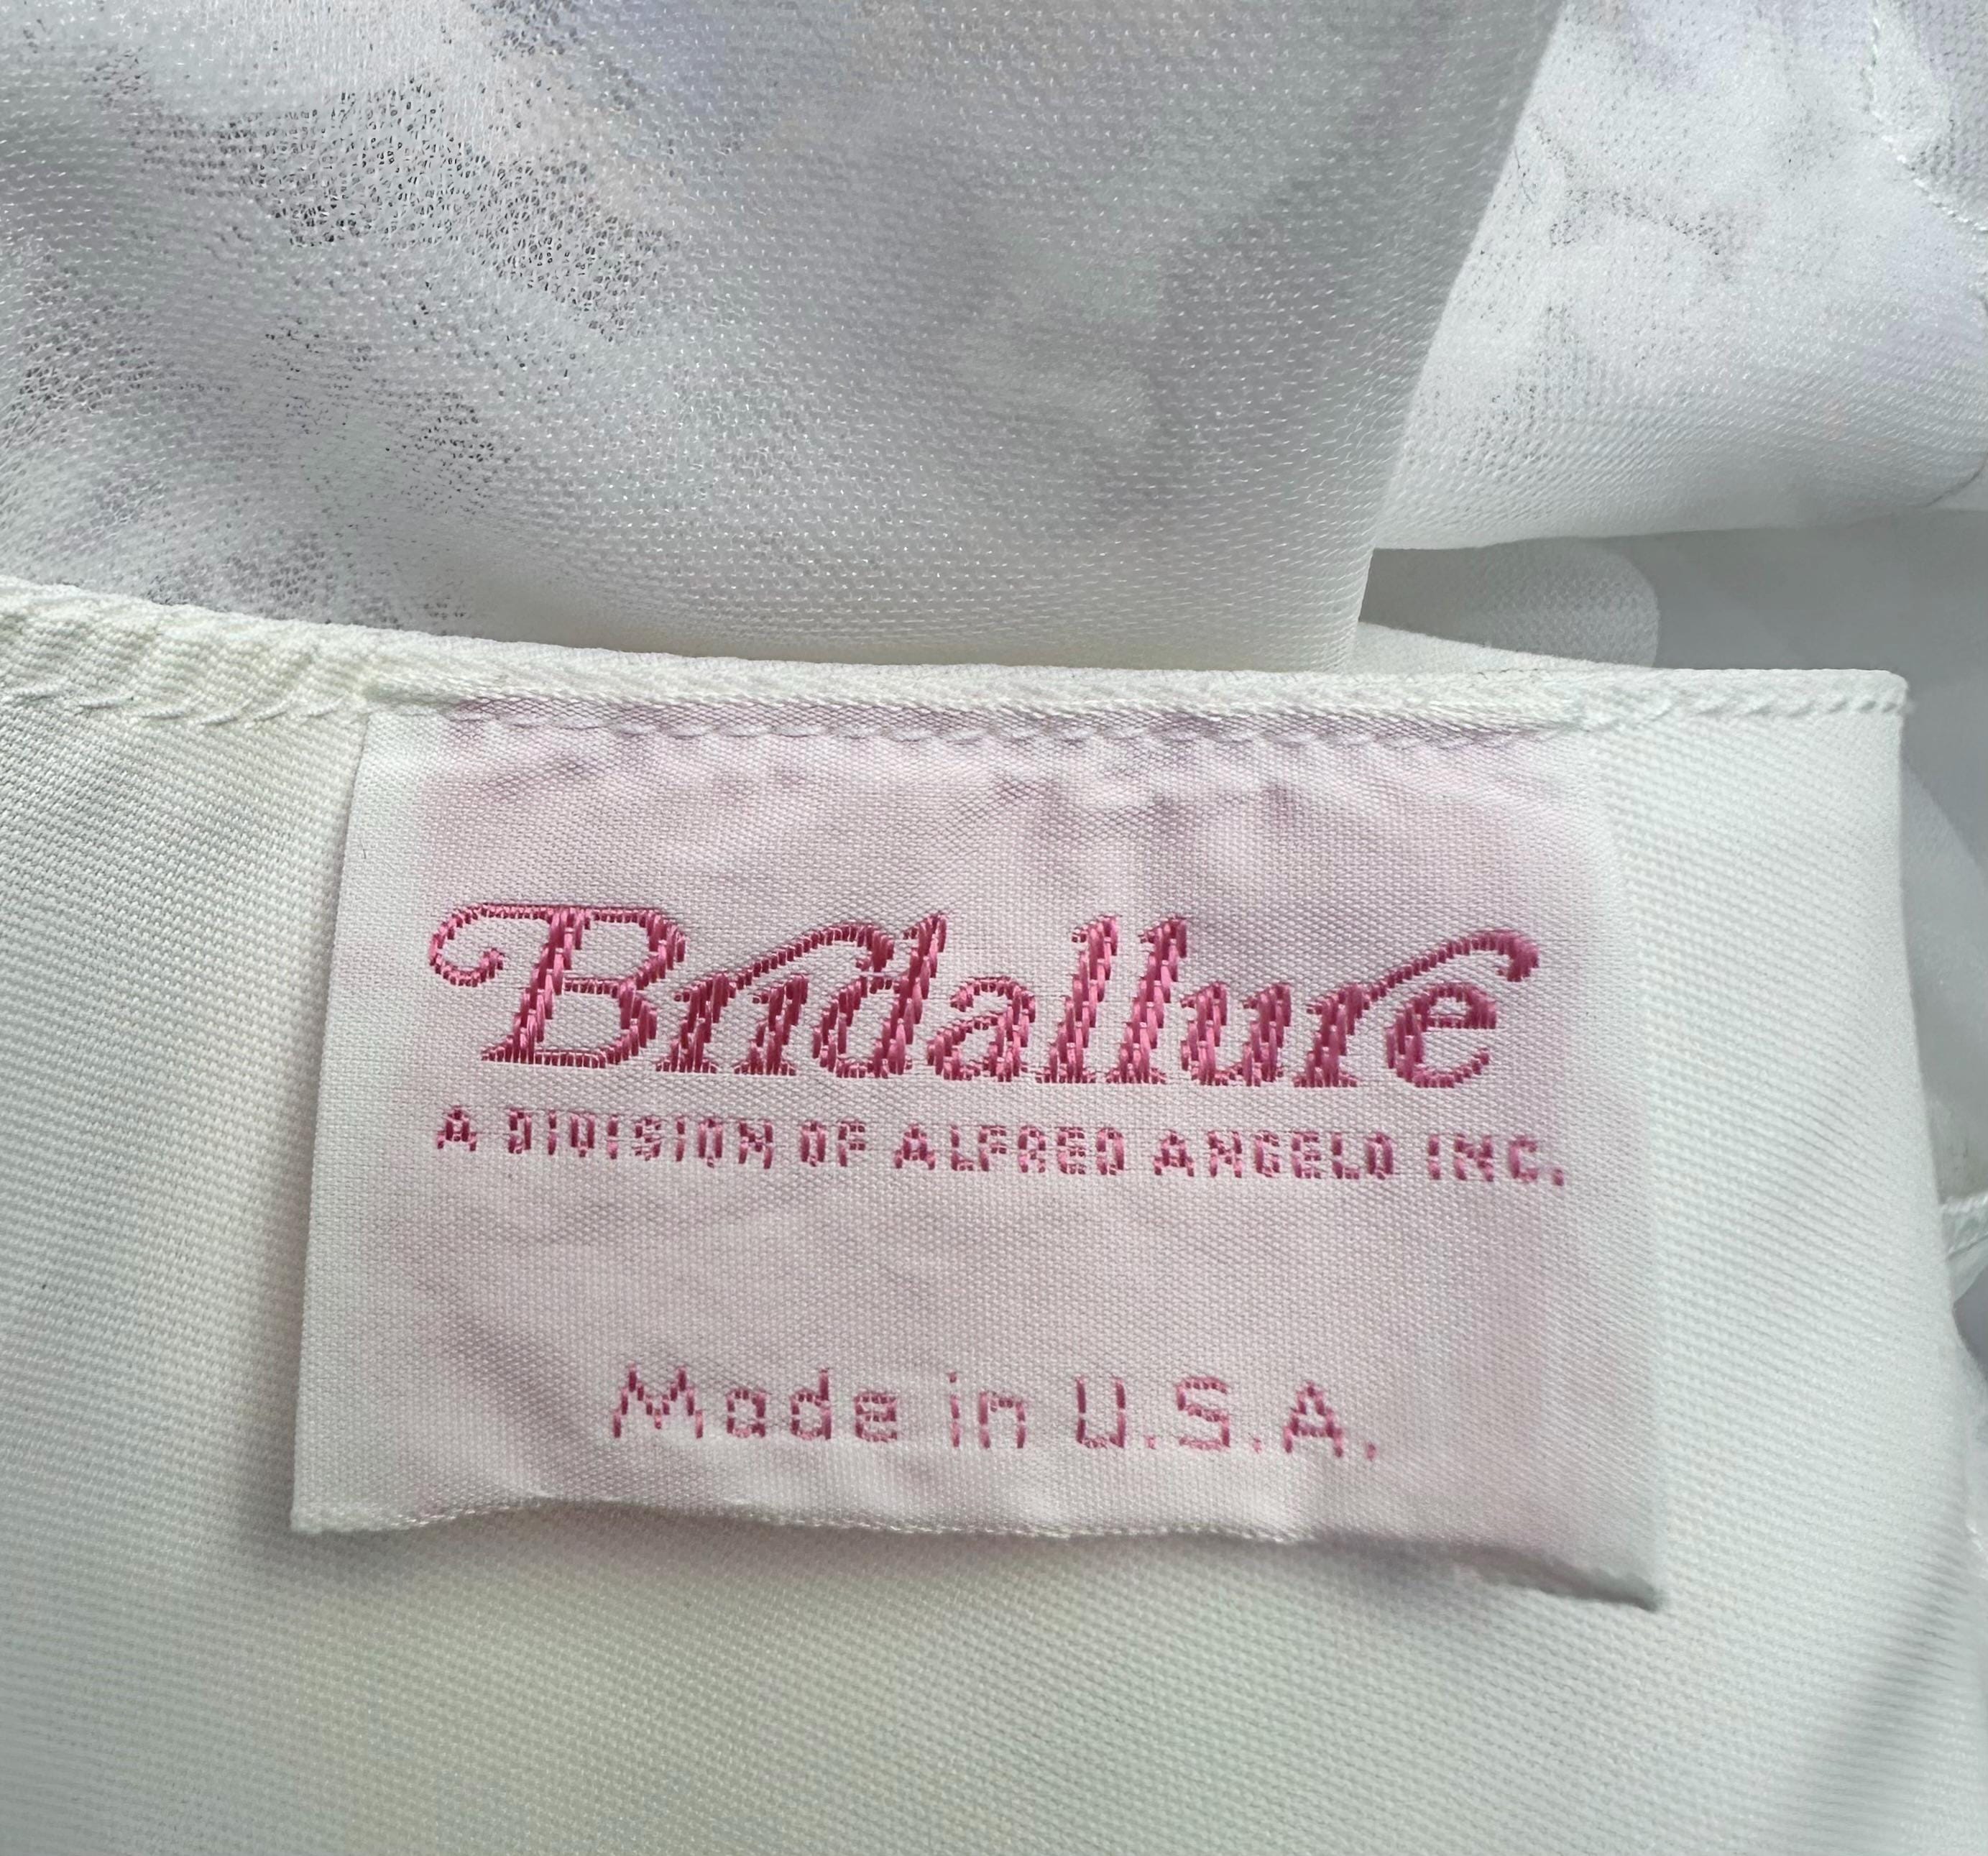 Bridallure
A DIVISION OF ALFRED ANGELO INC.
Made in U.S.A.